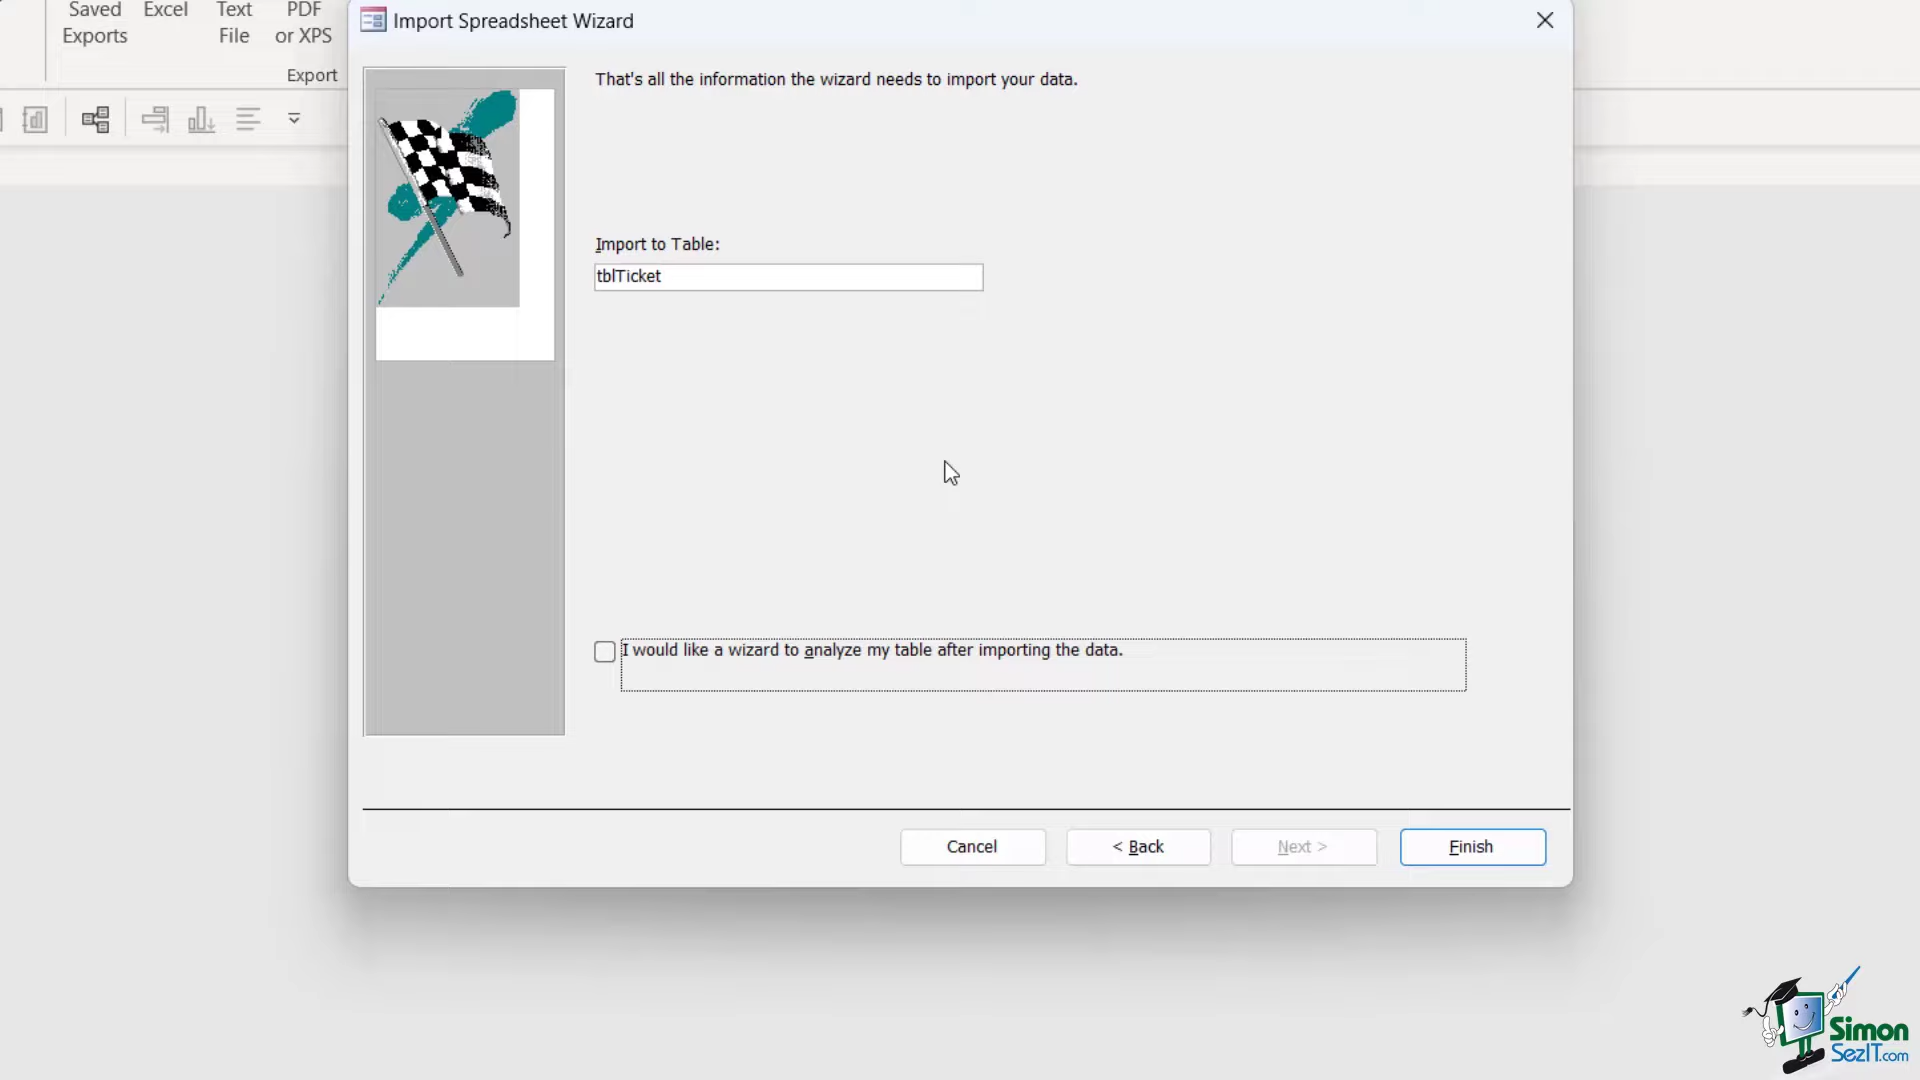 Saved
Exports
Excel
Text
File
PDF
or XPS
Export
Import Spreadsheet Wizard
That's all the information the wizard needs to import your data.
Import to Table:
tblTicket
I would like a wizard to analyze my table after importing the data.
Cancel
< Back
Next >
Finish
Simon
SezIT.com